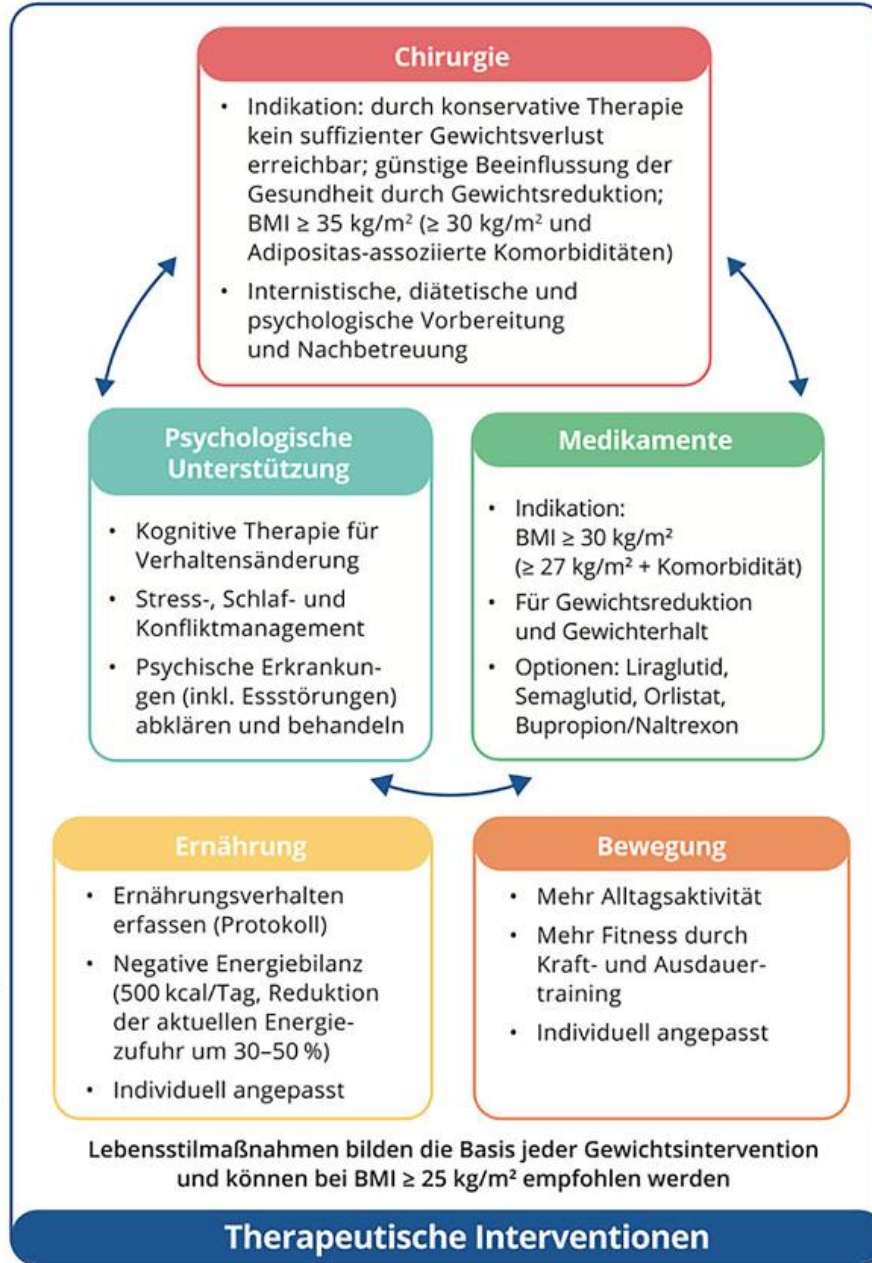 Chirurgie
• Indikation: durch konservative Therapie
kein suffizienter Gewichtsverlust
erreichbar; günstige Beeinflussung der
Gesundheit durch Gewichtsreduktion;
BMI ≥ 35 kg/m² (≥ 30 kg/m² und
Adipositas-assoziierte Komorbiditäten)
• Internistische, diätetische und
psychologische Vorbereitung
und Nachbetreuung
Psychologische
Unterstützung
• Kognitive Therapie für
Verhaltensänderung
• Stress-, Schlaf- und
Konfliktmanagement
• Psychische Erkrankun-
gen (inkl. Essstörungen)
abklären und behandeln
Medikamente
• Indikation:
BMI ≥ 30 kg/m²
(≥ 27 kg/m² + Komorbidität)
• Für Gewichtsreduktion
und Gewichterhalt
• Optionen: Liraglutid,
Semaglutid, Orlistat,
Bupropion/Naltrexon
Ernährung
• Ernährungsverhalten
erfassen (Protokoll)
• Negative Energiebilanz
(500 kcal/Tag, Reduktion
der aktuellen Energie-
zufuhr um 30–50 %)
• Individuell angepasst
Bewegung
• Mehr Alltagsaktivität
• Mehr Fitness durch
Kraft- und Ausdauer-
training
• Individuell angepasst
Lebensstilmaßnahmen bilden die Basis jeder Gewichtsintervention
und können bei BMI ≥ 25 kg/m² empfohlen werden
Therapeutische Interventionen